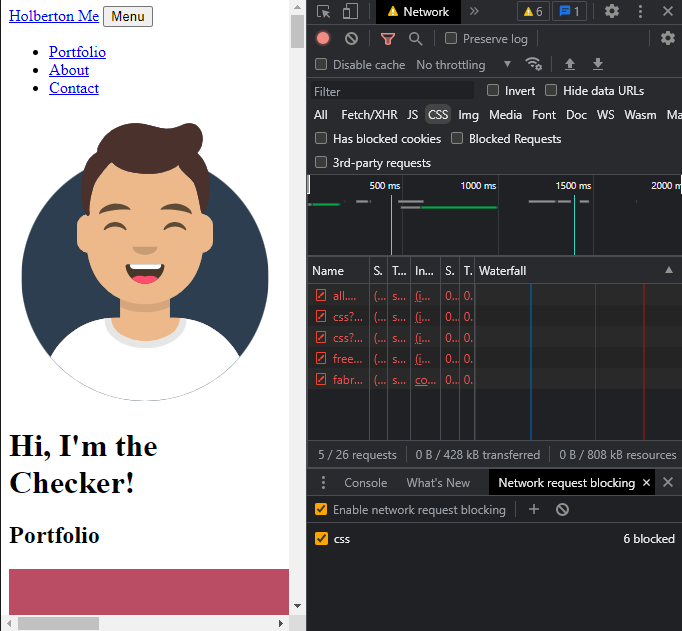 Holberton Me Menu
Portfolio
About
Contact
Hi, I'm the
Checker!
Portfolio
Network 6 1
Preserve log
Disable cache No throttling
Filter Invert Hide data URLs
All Fetch/XHR JS CSS Img Media Font Doc WS Wasm Ma
Has blocked cookies Blocked Requests
3rd-party requests
500 ms 1000 ms 1500 ms 2000 m
Name S. T... In... S. T. Waterfall
all.... (... s... (i... 0... 0.
css?... (... s... (i... 0... 0.
css?... (... s... (i... 0... 0.
free... (... s... (i... 0... 0.
fabr... (... s... co... 0... 0.
5 / 26 requests 0 B / 428 kB transferred 0 B / 808 kB resources
Console What's New Network request blocking
Enable network request blocking
css 6 blocked